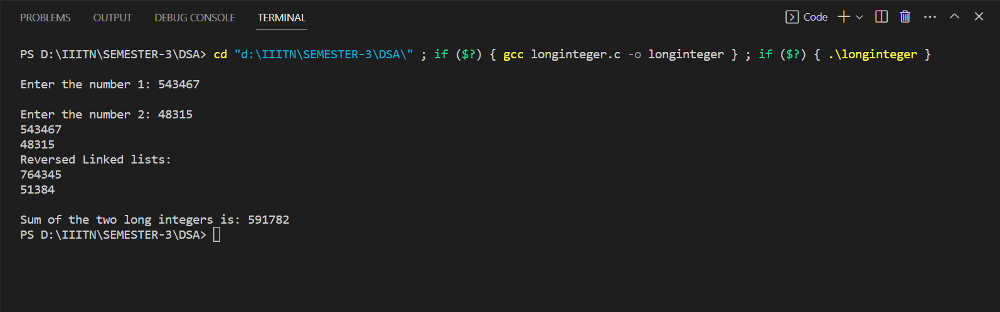 PROBLEMS OUTPUT DEBUG CONSOLE TERMINAL Code
PS D:\IIITN\SEMESTER-3\DSA> cd "d:\IIITN\SEMESTER-3\DSA\" ; if ($?) { gcc longinteger.c -o longinteger } ; if ($?) { .\longinteger }
Enter the number 1: 543467
Enter the number 2: 48315
543467
48315
Reversed Linked lists:
764345
51384
Sum of the two long integers is: 591782
PS D:\IIITN\SEMESTER-3\DSA>